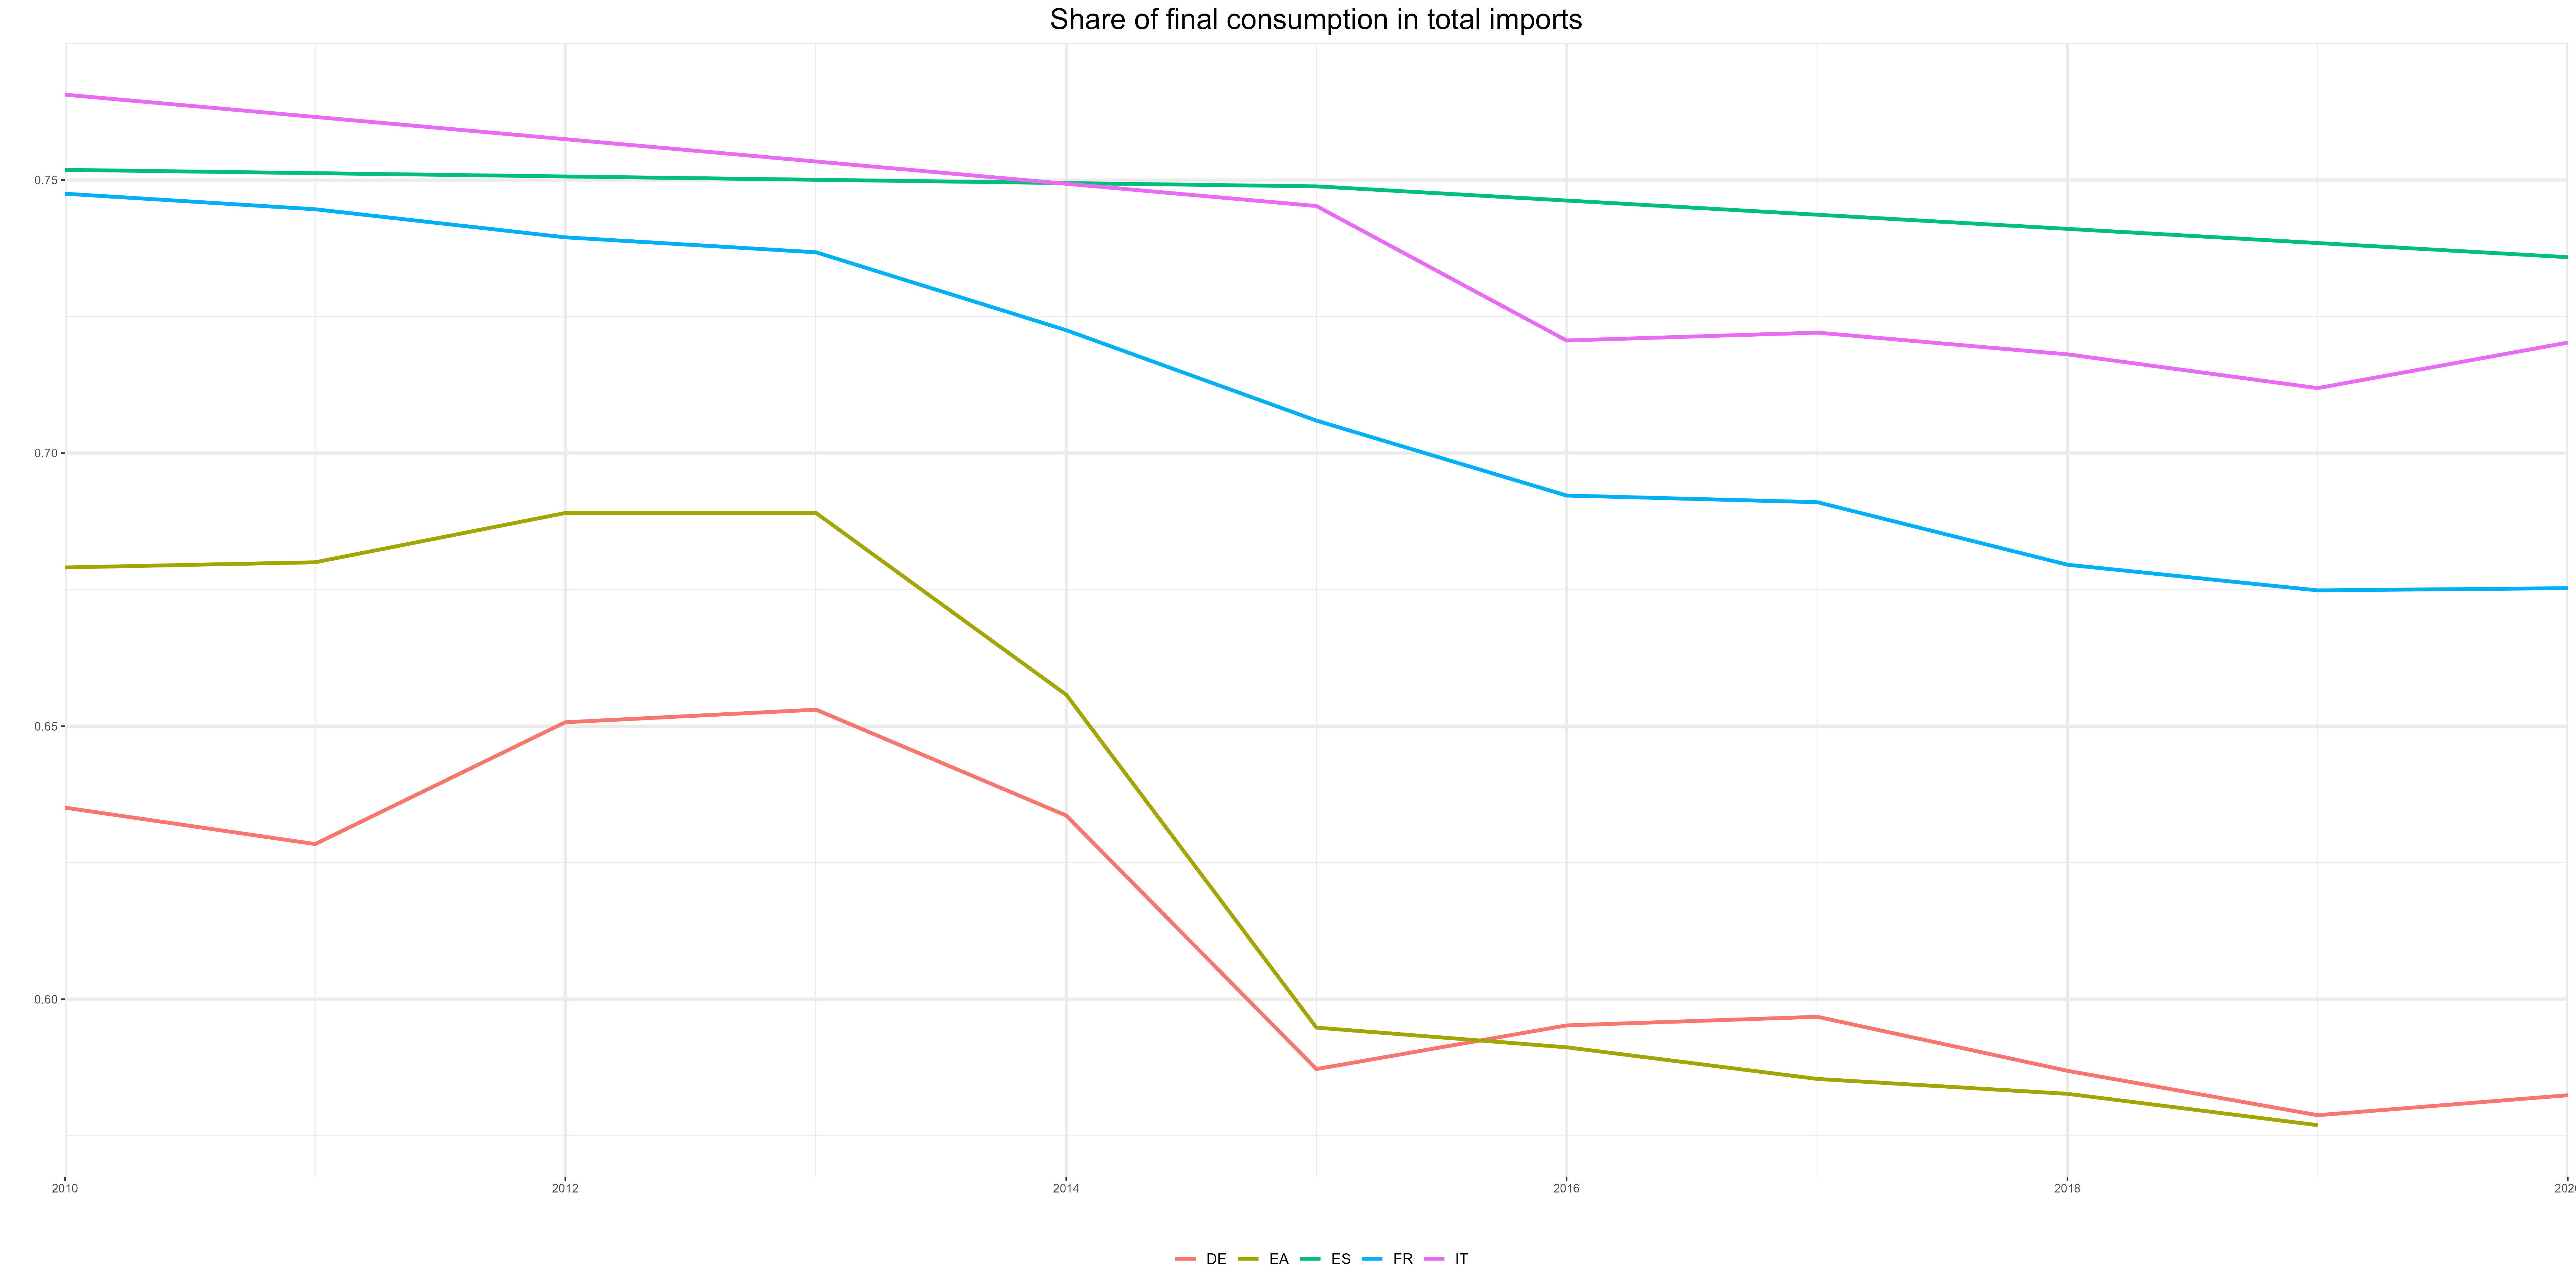 Share of final consumption in total imports
0.75
0.70
0.65
0.60
2010 2012 2014 2016 2018
DE EA ES FR IT